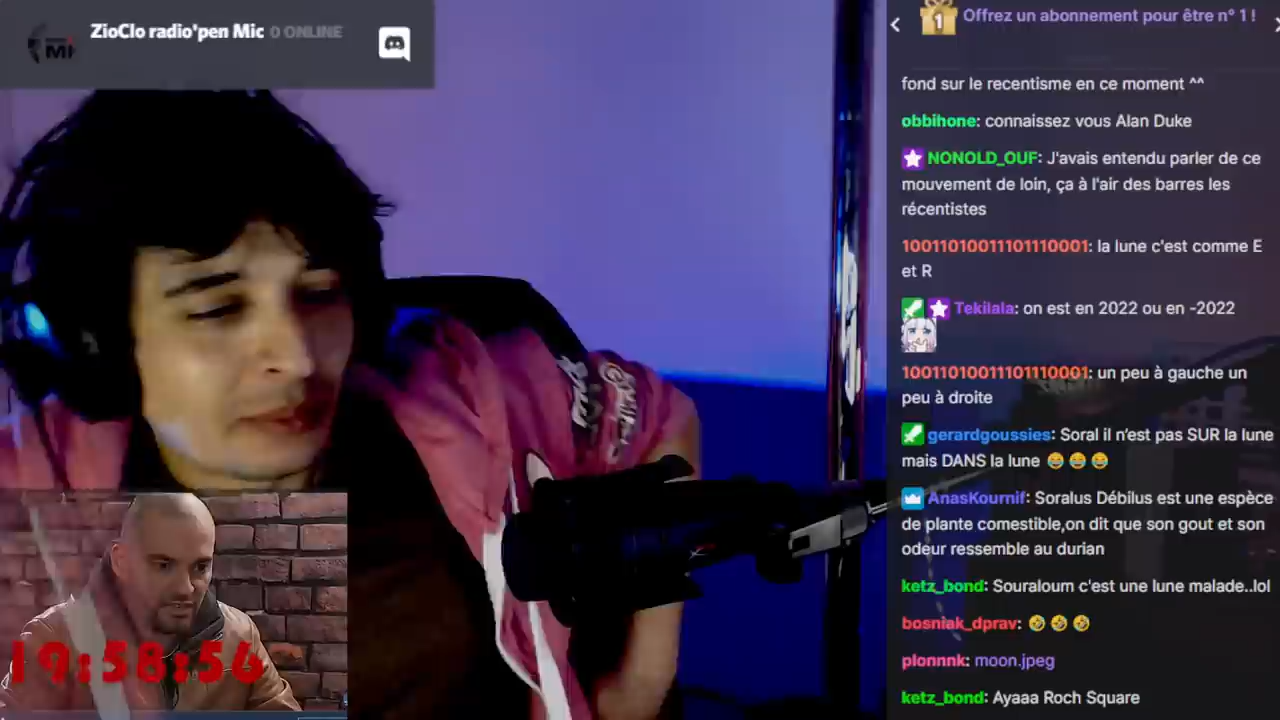 ZioClo radio'pen Mic 0 ONLINE
MI
19:58:56
1
Offrez un abonnement pour être n° 1 !
fond sur le recentisme en ce moment ^^
obbihone: connaissez vous Alan Duke
NONOLD_OUF: J'avais entendu parler de ce
mouvement de loin, ça à l'air des barres les
récentistes
10011010011101110001: la lune c'est comme E
et R
Tekilala: on est en 2022 ou en -2022
10011010011101110001: un peu à gauche un
peu à droite
gerardgoussies: Soral il n’est pas SUR la lune
mais DANS la lune 😂 😂 😂
AnasKournif: Soralus Débilus est une espèce
de plante comestible,on dit que son gout et son
odeur ressemble au durian
ketz_bond: Souraloum c'est une lune malade..lol
bosniak_dprav: 🤣 🤣 🤣
plonnnk: moon.jpeg
ketz_bond: Ayaaa Roch Square